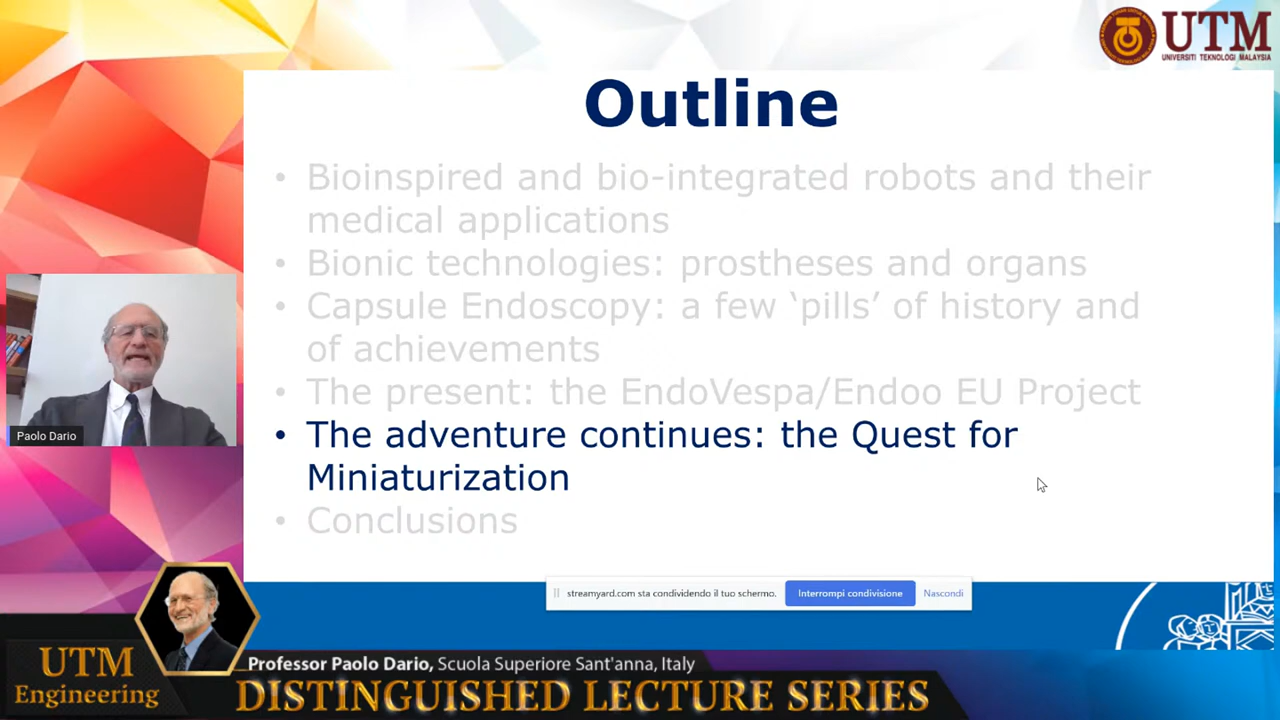 UTM
UNIVERSITI TEKNOLOGI MALAYSIA
Outline
• Bioinspired and bio-integrated robots and their
medical applications
• Bionic technologies: prostheses and organs
• Capsule Endoscopy: a few ‘pills’ of history and
of achievements
• The present: the EndoVespa/Endoo EU Project
• The adventure continues: the Quest for
Miniaturization
• Conclusions
Paolo Dario
streamyard.com sta condividendo il tuo schermo.
Interrompi condivisione
Nascondi
UTM
Engineering
Professor Paolo Dario, Scuola Superiore Sant'anna, Italy
DISTINGUISHED LECTURE SERIES